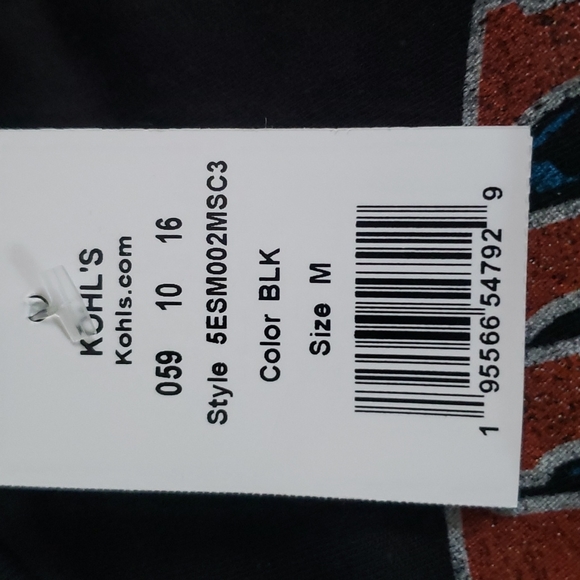 KOHL'S
Kohls.com
059 10 16
Style 5ESM002MSC3
Color BLK
Size M
1 95566 54792 9